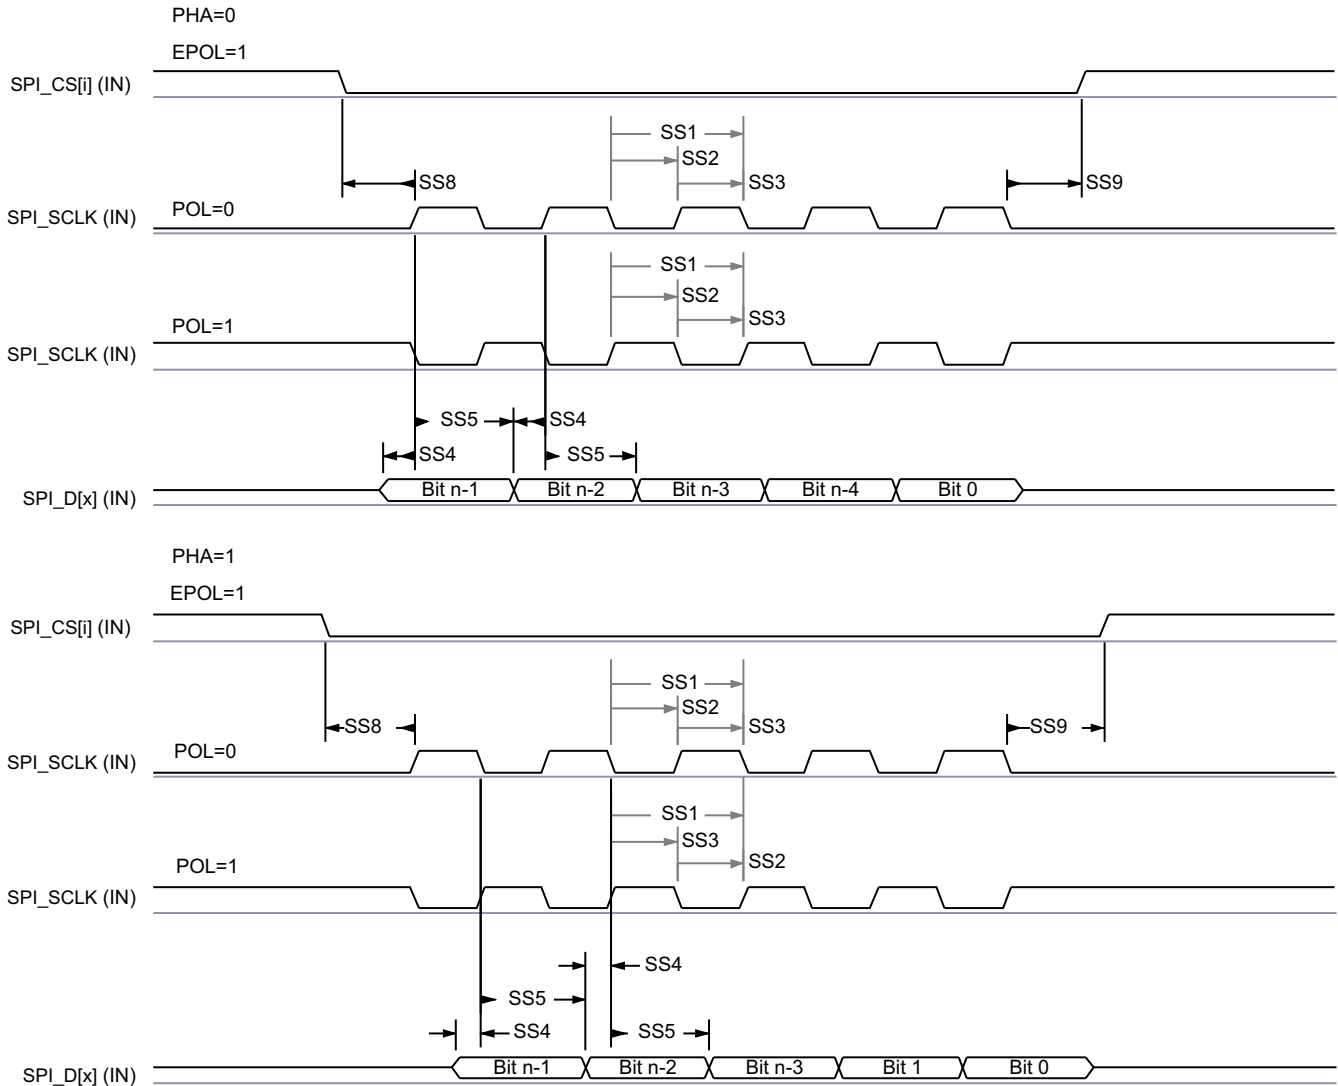 PHA=0
EPOL=1
SPI_CS[i] (IN)
SS1
SS2
SS8
SS3
SS9
POL=0
SPI_SCLK (IN)
SS1
SS2
SS3
POL=1
SPI_SCLK (IN)
SS5
SS4
SS4
SS5
SPI_D[x] (IN)
Bit n-1
Bit n-2
Bit n-3
Bit n-4
Bit 0
PHA=1
EPOL=1
SPI_CS[i] (IN)
SS1
SS2
SS8
SS3
SS9
POL=0
SPI_SCLK (IN)
SS1
SS3
SS2
POL=1
SPI_SCLK (IN)
SS4
SS5
SS4
SS5
SPI_D[x] (IN)
Bit n-1
Bit n-2
Bit n-3
Bit 1
Bit 0